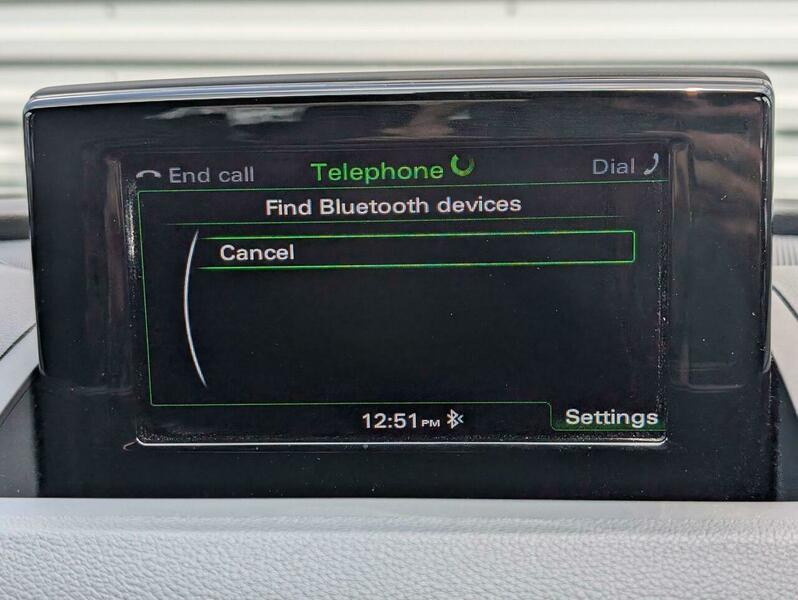 End call Telephone Dial
Find Bluetooth devices
Cancel
12:51 PM Settings